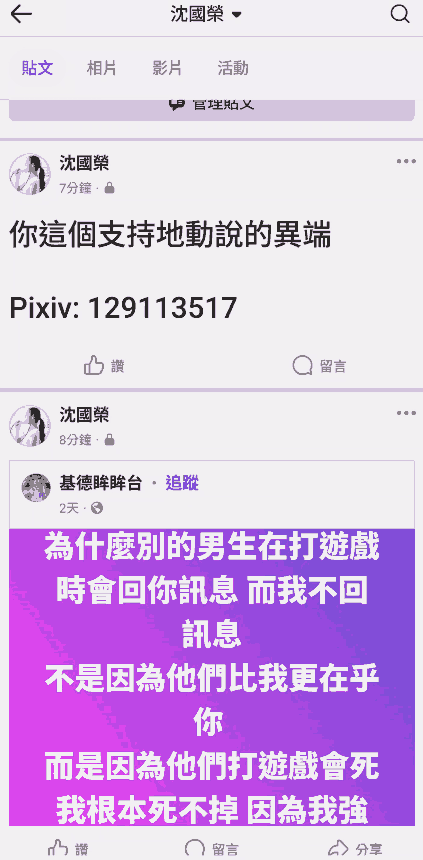 沈國榮
貼文 相片 影片 活動
管理貼文
沈國榮
7分鐘 ·
你這個支持地動說的異端
Pixiv: 129113517
讚 留言
沈國榮
8分鐘 ·
基德眸眸台 · 追蹤
2天 ·
為什麼別的男生在打遊戲
時會回你訊息 而我不回
訊息
不是因為他們比我更在乎
你
而是因為他們打遊戲會死
我根本死不掉 因為我強
讚 留言 分享